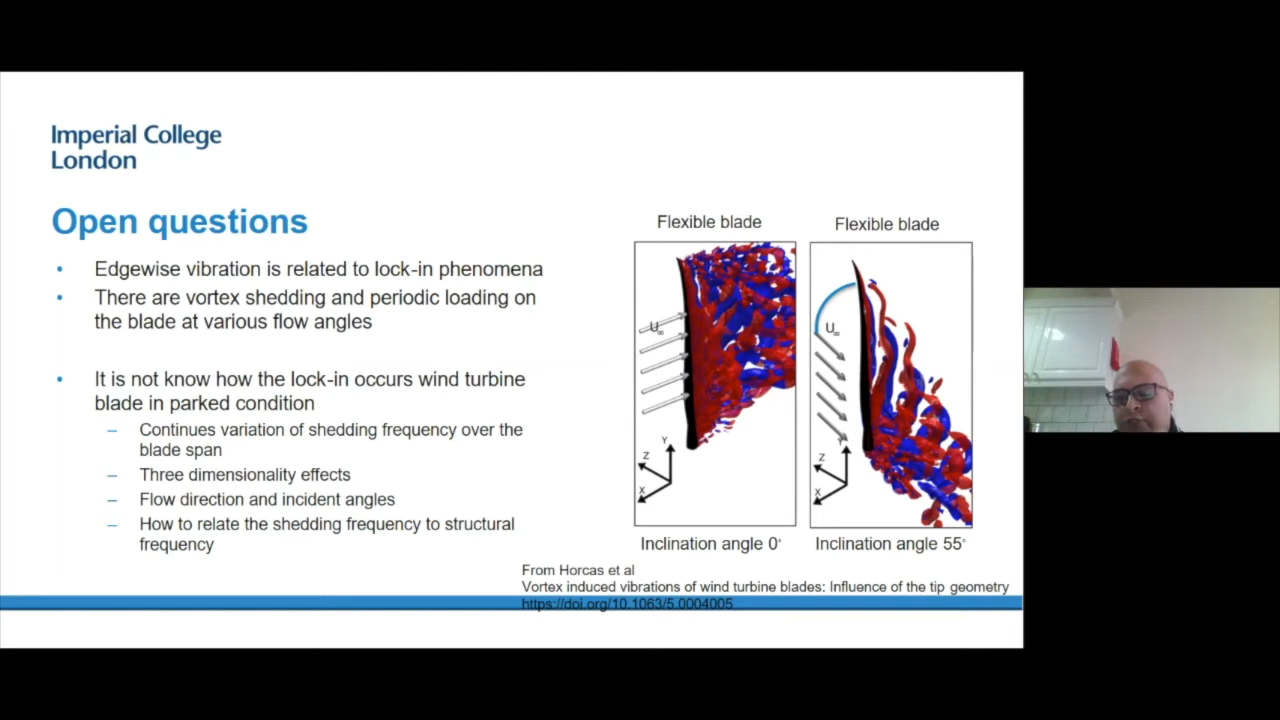 Imperial College
London
Open questions
• Edgewise vibration is related to lock-in phenomena
• There are vortex shedding and periodic loading on
the blade at various flow angles
• It is not know how the lock-in occurs wind turbine
blade in parked condition
– Continues variation of shedding frequency over the
blade span
– Three dimensionality effects
– Flow direction and incident angles
– How to relate the shedding frequency to structural
frequency
Flexible blade
U∞
Y
Z
X
Inclination angle 0°
Flexible blade
U∞
Y
Z
X
Inclination angle 55°
From Horcas et al
Vortex induced vibrations of wind turbine blades: Influence of the tip geometry
https://doi.org/10.1063/5.0004005